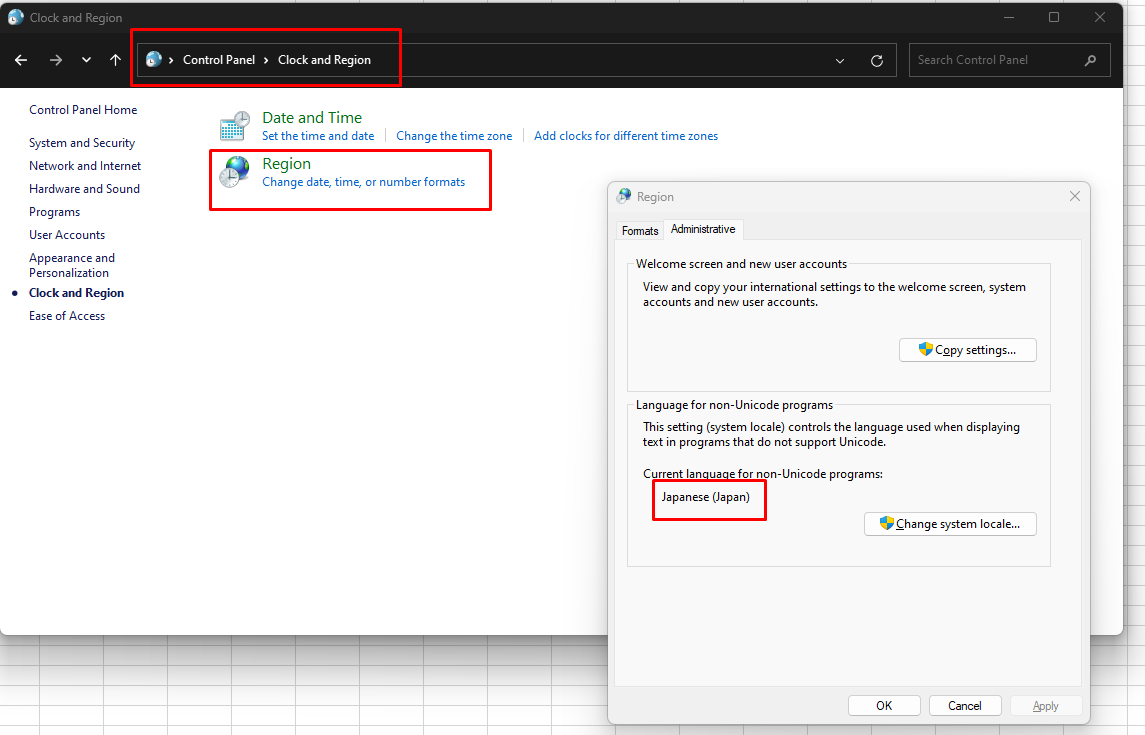 Clock and Region
Control Panel > Clock and Region
Search Control Panel
Control Panel Home
System and Security
Network and Internet
Hardware and Sound
Programs
User Accounts
Appearance and
Personalization
Clock and Region
Ease of Access
Date and Time
Set the time and date
Change the time zone
Add clocks for different time zones
Region
Change date, time, or number formats
Region
Formats
Administrative
Welcome screen and new user accounts
View and copy your international settings to the welcome screen, system
accounts and new user accounts.
Copy settings...
Language for non-Unicode programs
This setting (system locale) controls the language used when displaying
text in programs that do not support Unicode.
Current language for non-Unicode programs:
Japanese (Japan)
Change system locale...
OK
Cancel
Apply